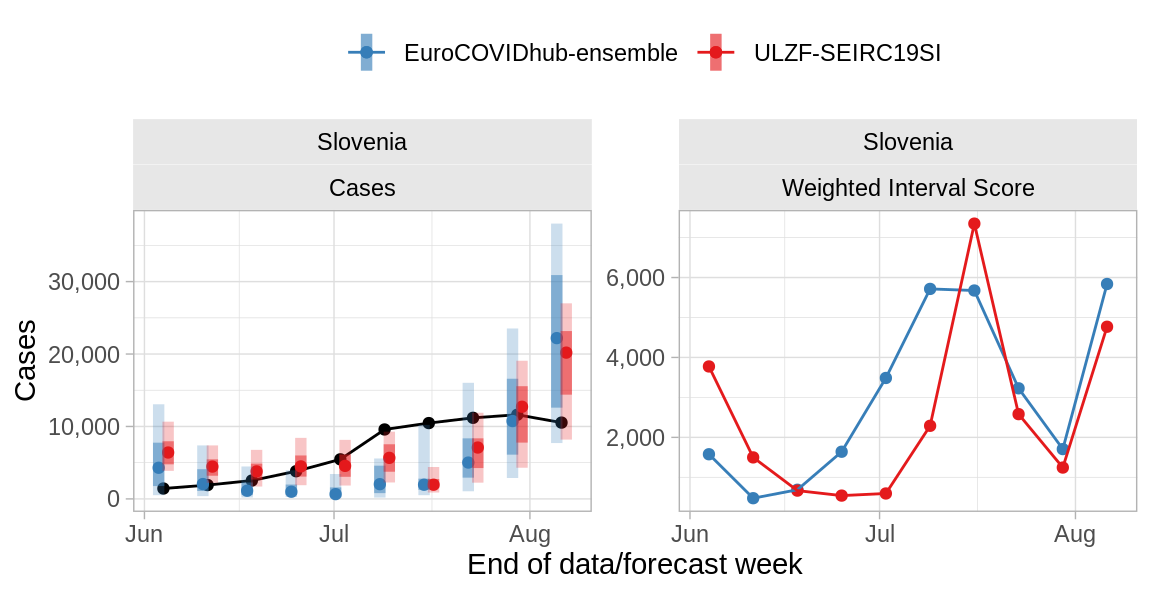 EuroCOVIDhub-ensemble ULZF-SEIRC19SI
Slovenia
Cases
Cases
30,000
20,000
10,000
0
Jun Jul Aug
Slovenia
Weighted Interval Score
6,000
4,000
2,000
Jun Jul Aug
End of data/forecast week